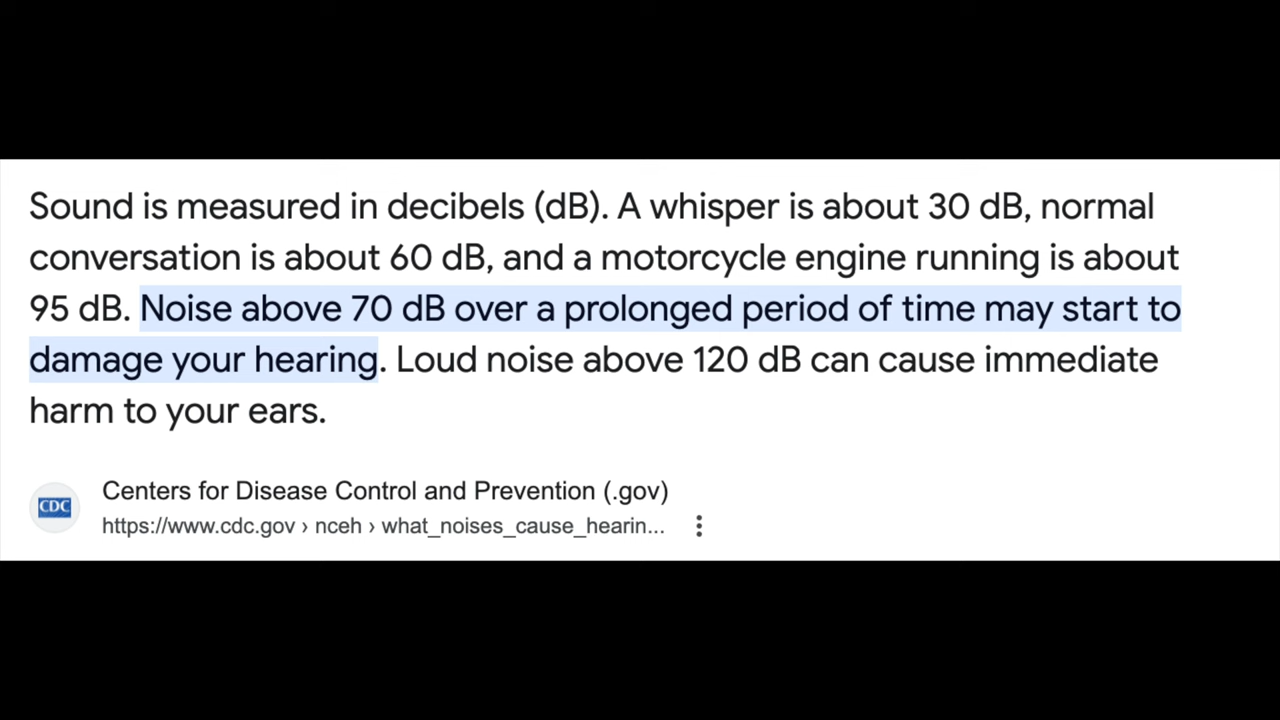 Sound is measured in decibels (dB). A whisper is about 30 dB, normal
conversation is about 60 dB, and a motorcycle engine running is about
95 dB. Noise above 70 dB over a prolonged period of time may start to
damage your hearing. Loud noise above 120 dB can cause immediate
harm to your ears.
CDC
Centers for Disease Control and Prevention (.gov)
https://www.cdc.gov › nceh › what_noises_cause_hearin...